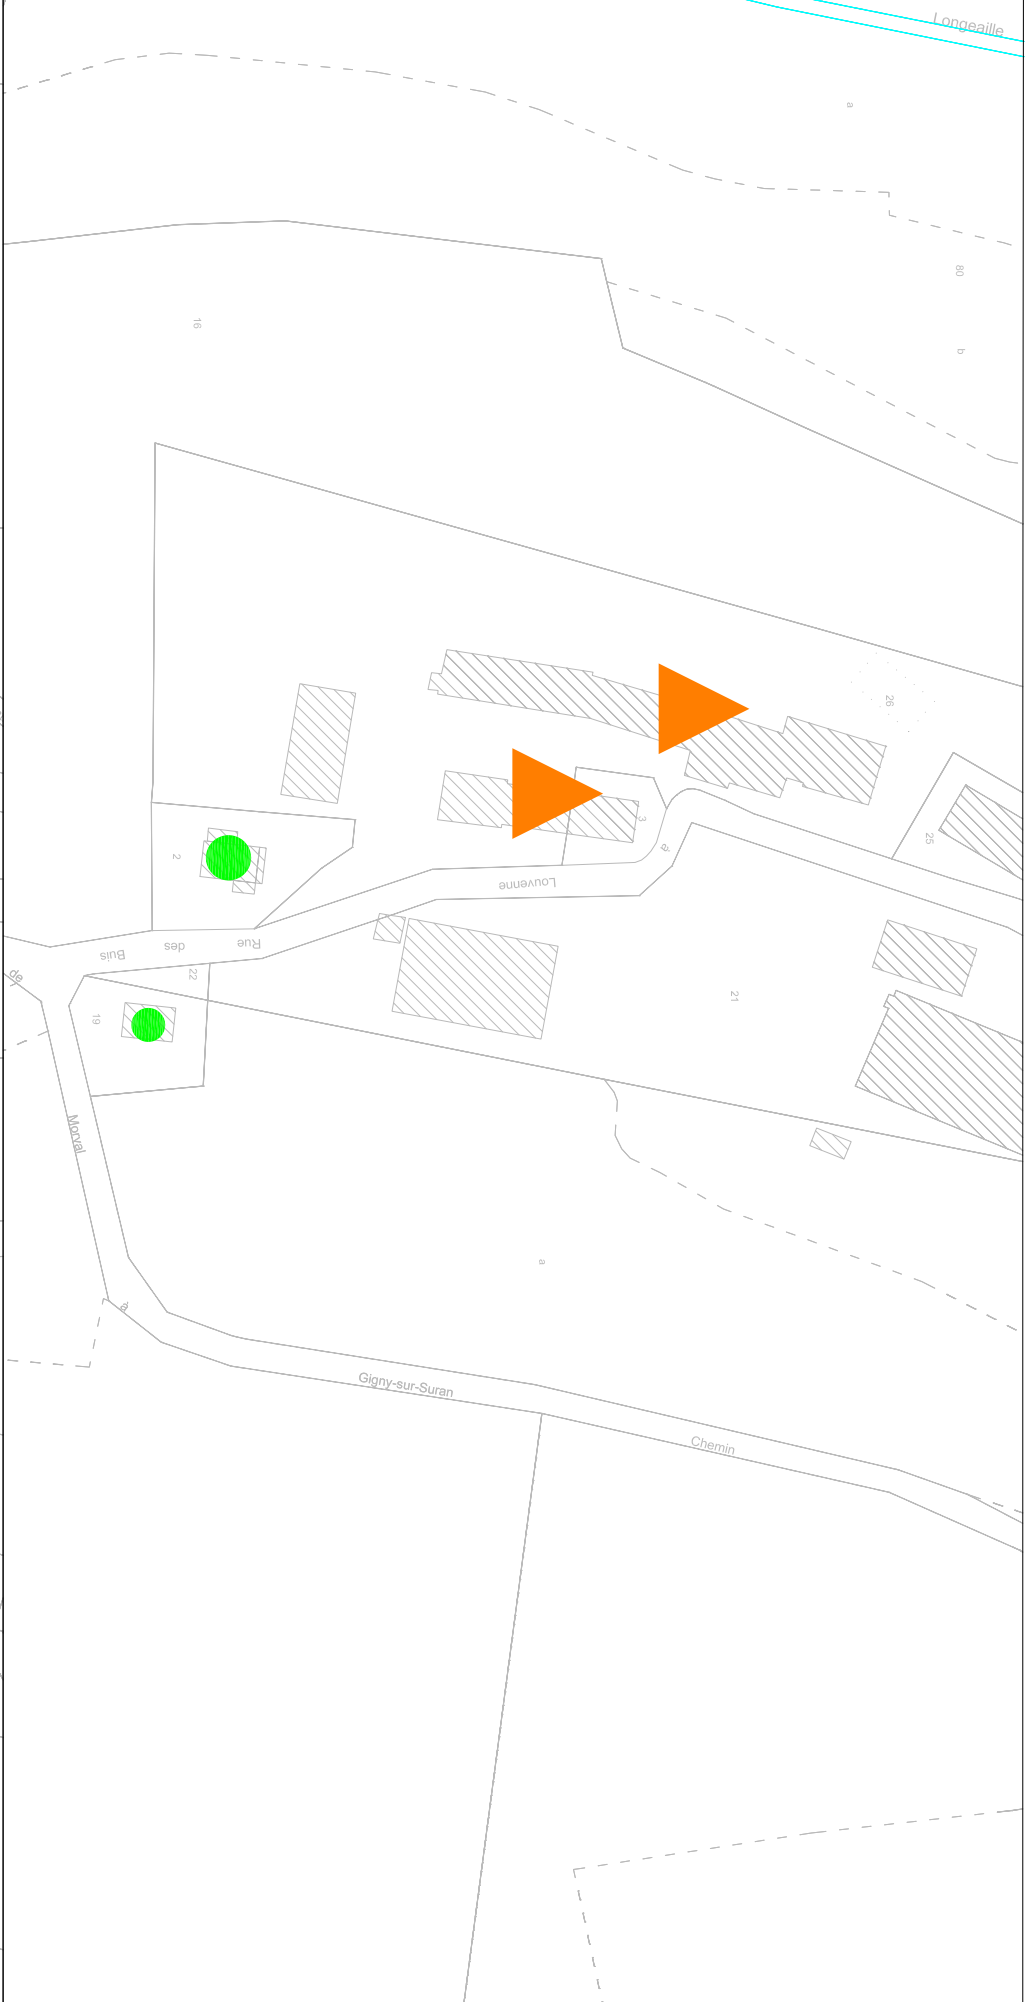 Longeaille
a
80
16
b
26
3
25
2
à
Louvenne
Rue
des
Buis
22
de
21
19
Morval
a
à
Gigny-sur-Suran
Chemin